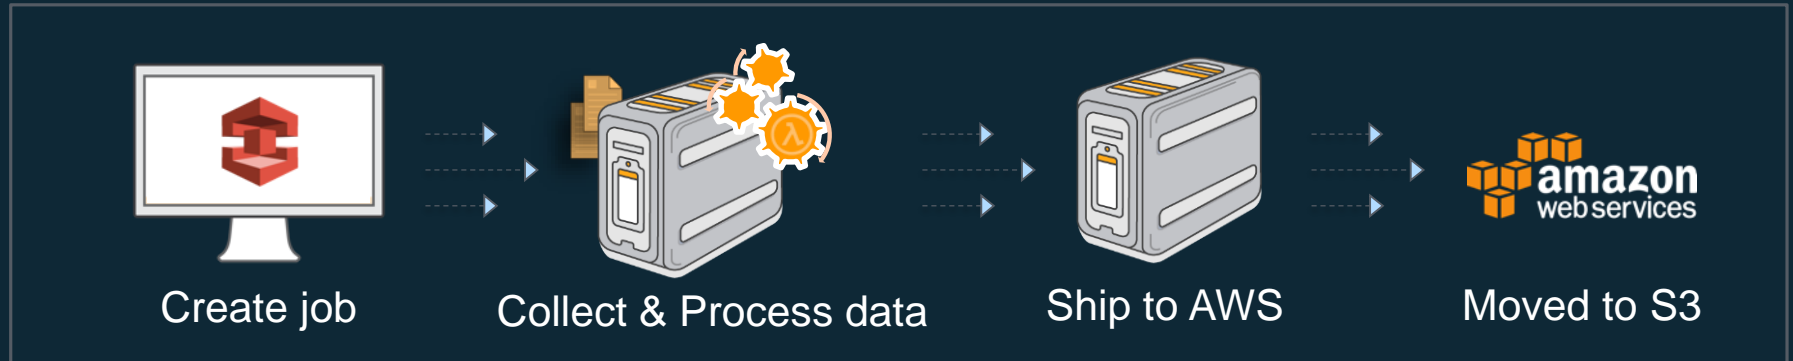 λ
amazon
web services
Create job
Collect & Process data
Ship to AWS
Moved to S3